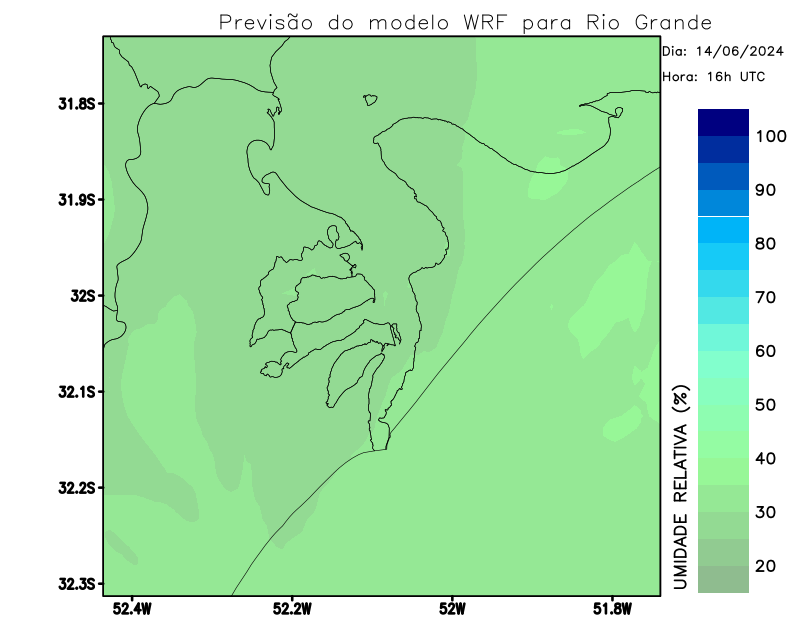 Previsão do modelo WRF para Rio Grande
Dia: 14/06/2024
Hora: 16h UTC
31.8S
31.9S
32S
32.1S
32.2S
32.3S
52.4W
52.2W
52W
51.8W
UMIDADE RELATIVA (%)
100
90
80
70
60
50
40
30
20